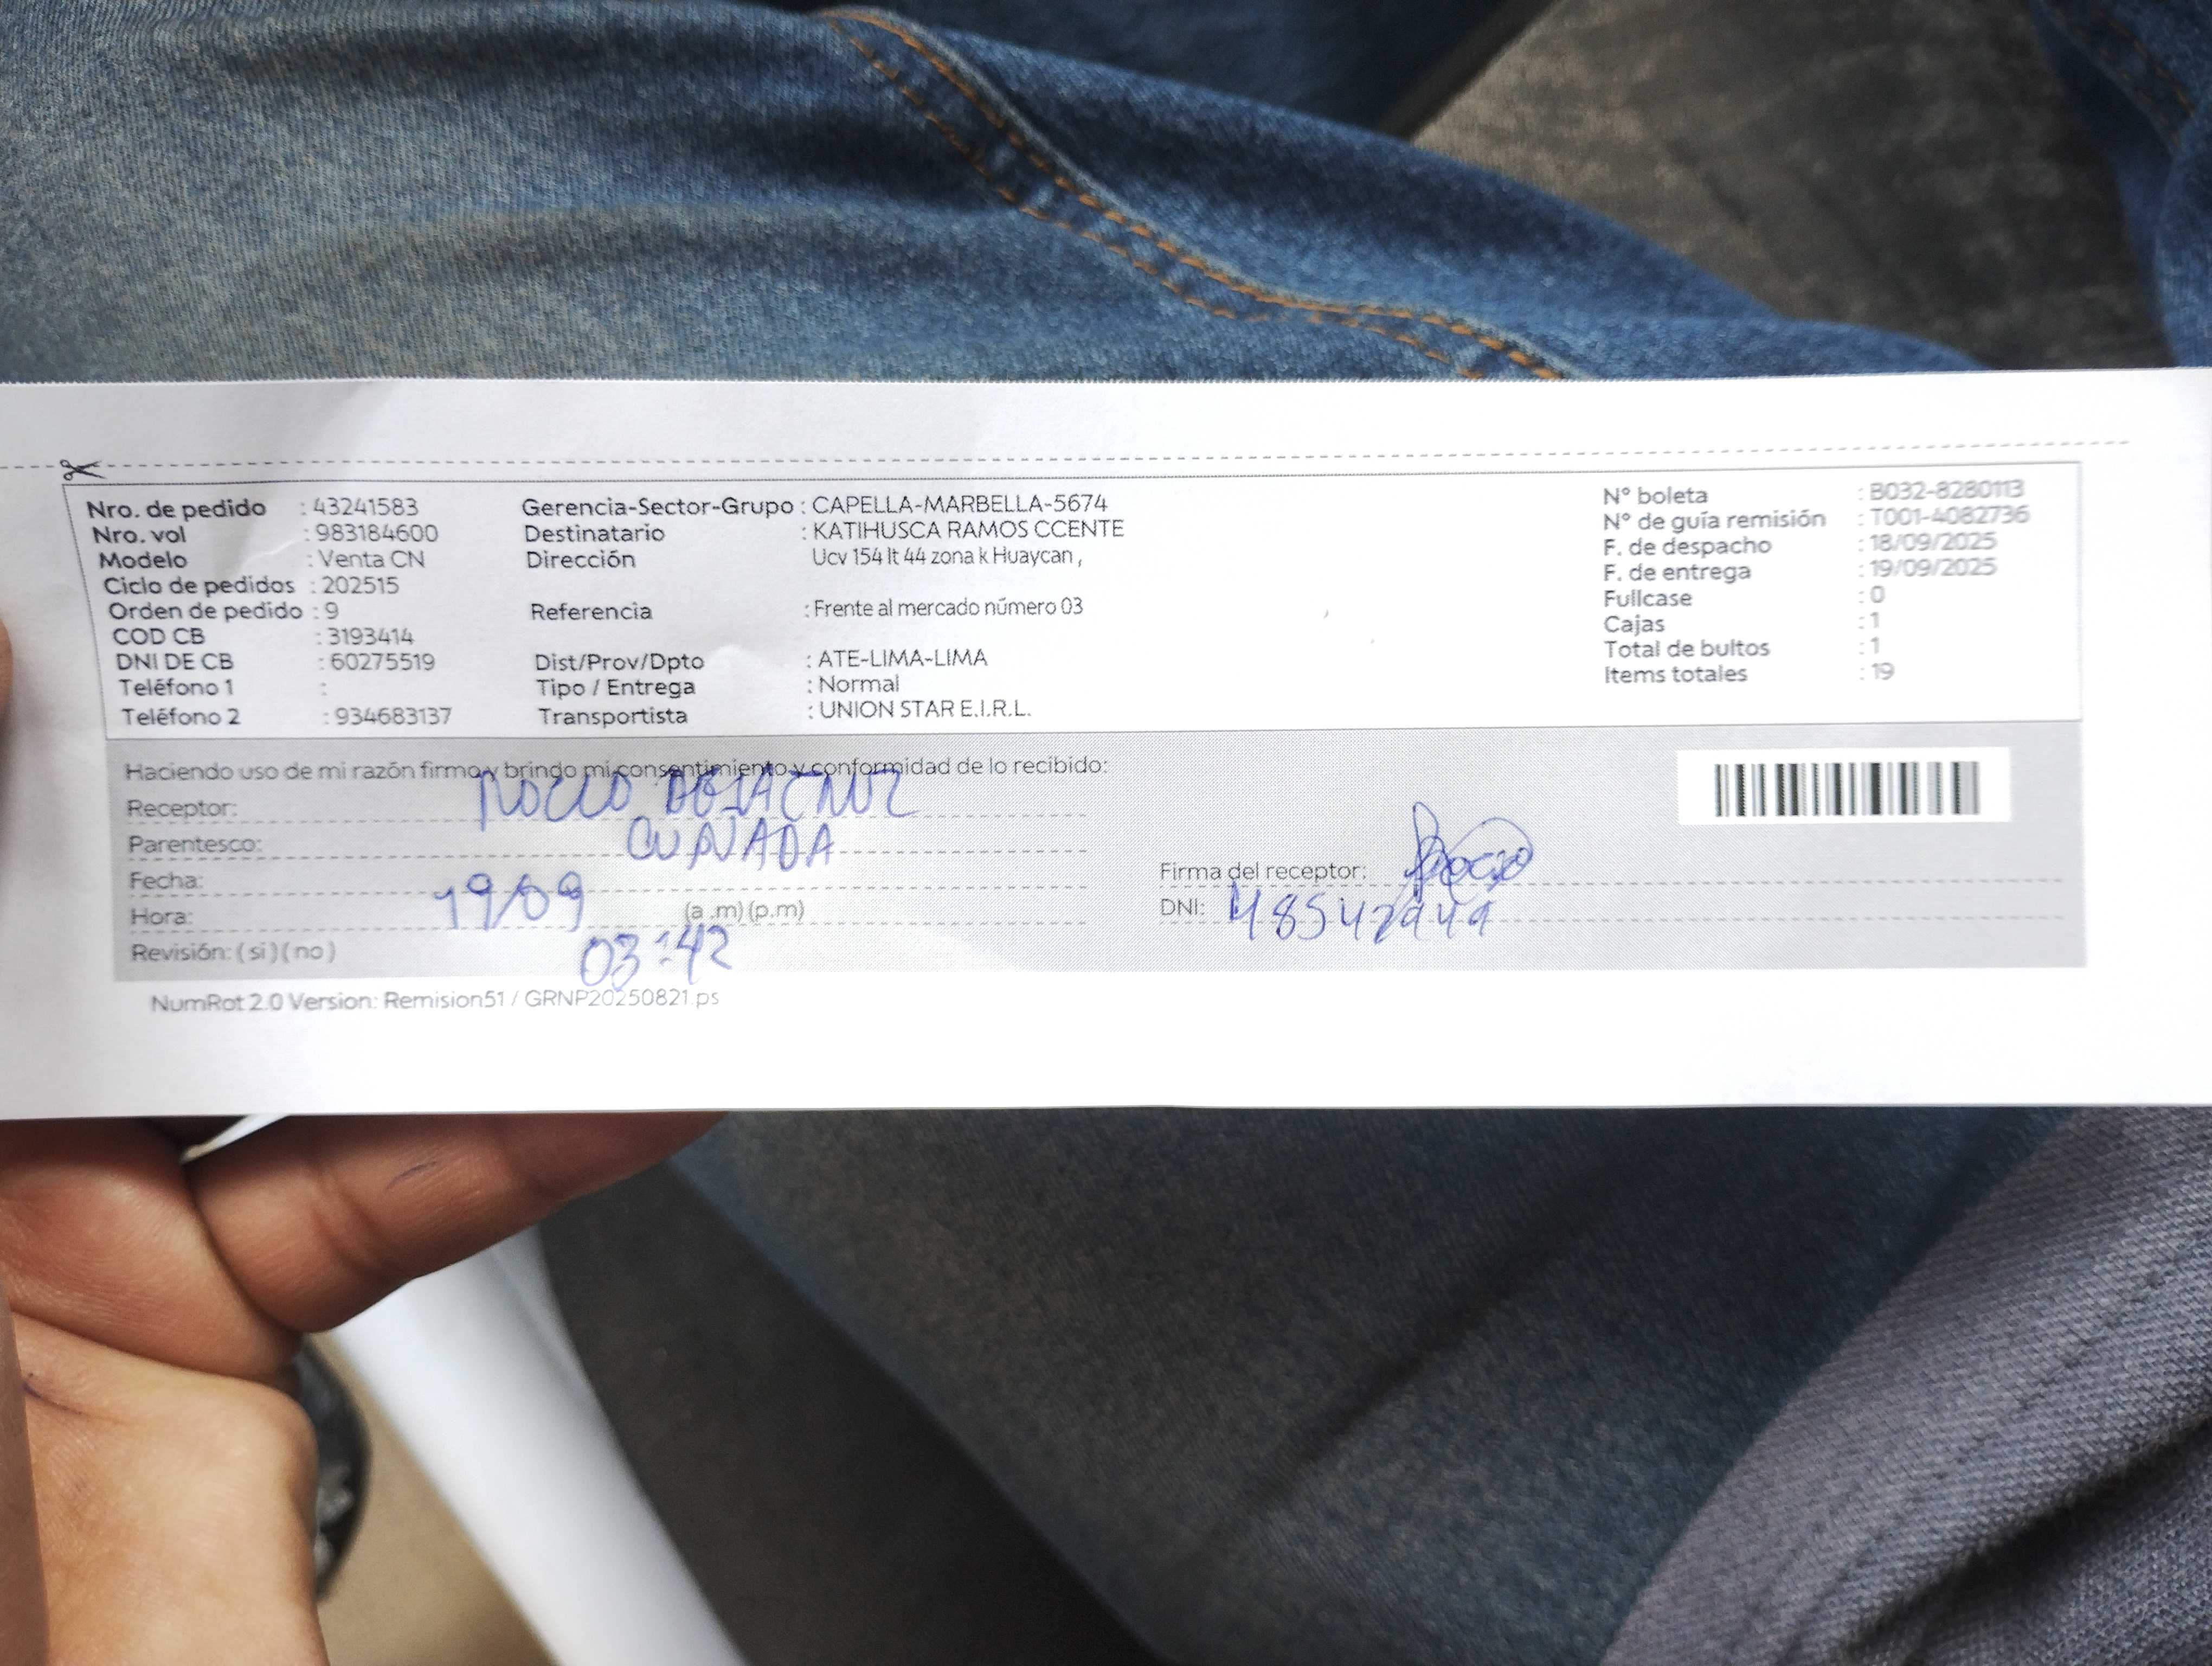 Nro. de pedido : 43241583
Nro. vol : 983184600
Modelo : Venta CN
Ciclo de pedidos : 202515
Orden de pedido : 9
COD CB : 3193414
DNI DE CB : 60275519
Teléfono 1 :
Teléfono 2 : 934683137
Gerencia-Sector-Grupo : CAPELLA-MARBELLA-5674
Destinatario : KATIHUSCA RAMOS CCENTE
Dirección Ucv 154 lt 44 zona k Huaycan ,
Referencia : Frente al mercado número 03
Dist/Prov/Dpto : ATE-LIMA-LIMA
Tipo / Entrega : Normal
Transportista : UNION STAR E.I.R.L.
N° boleta : B032-8280113
N° de guía remisión : T001-4082736
F. de despacho : 18/09/2025
F. de entrega : 19/09/2025
Fullcase : 0
Cajas : 1
Total de bultos : 1
Items totales : 19
Haciendo uso de mi razón firmo y brindo mi consentimiento y conformidad de lo recibido:
Receptor: ROCIO DELACRUZ
Parentesco: CUÑADA
Fecha: 19/09
Hora: (a .m) (p.m)
03:42
Revisión: ( si ) ( no )
Firma del receptor: Rocio
DNI:
NumRot 2.0 Version: Remision51 / GRNP20250821.ps